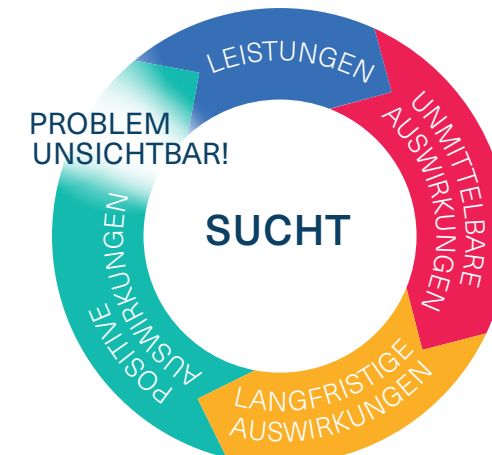 LEISTUNGEN
UNMITTELBARE
AUSWIRKUNGEN
LANGFRISTIGE
AUSWIRKUNGEN
POSITIVE
AUSWIRKUNGEN
PROBLEM
UNSICHTBAR!
SUCHT